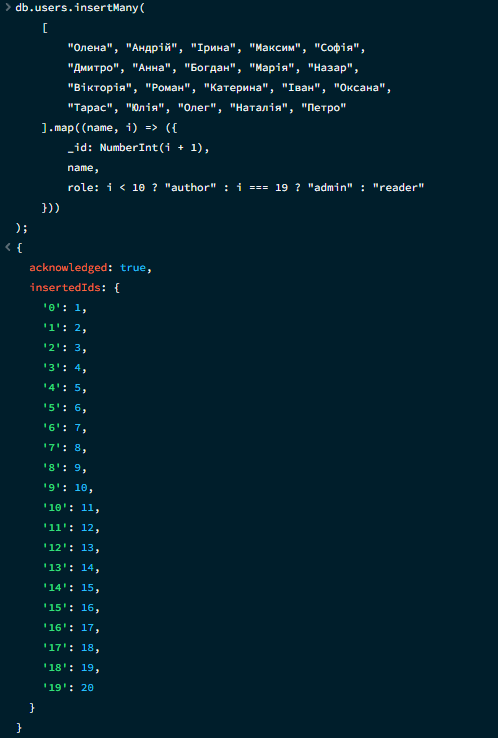 db.users.insertMany(
[
"Олена", "Андрій", "Ірина", "Максим", "Софія",
"Дмитро", "Анна", "Богдан", "Марія", "Назар",
"Вікторія", "Роман", "Катерина", "Іван", "Оксана",
"Тарас", "Юлія", "Олег", "Наталія", "Петро"
].map((name, i) => ({
_id: NumberInt(i + 1),
name,
role: i < 10 ? "author" : i === 19 ? "admin" : "reader"
}))
);
{
acknowledged: true,
insertedIds: {
'0': 1,
'1': 2,
'2': 3,
'3': 4,
'4': 5,
'5': 6,
'6': 7,
'7': 8,
'8': 9,
'9': 10,
'10': 11,
'11': 12,
'12': 13,
'13': 14,
'14': 15,
'15': 16,
'16': 17,
'17': 18,
'18': 19,
'19': 20
}
}